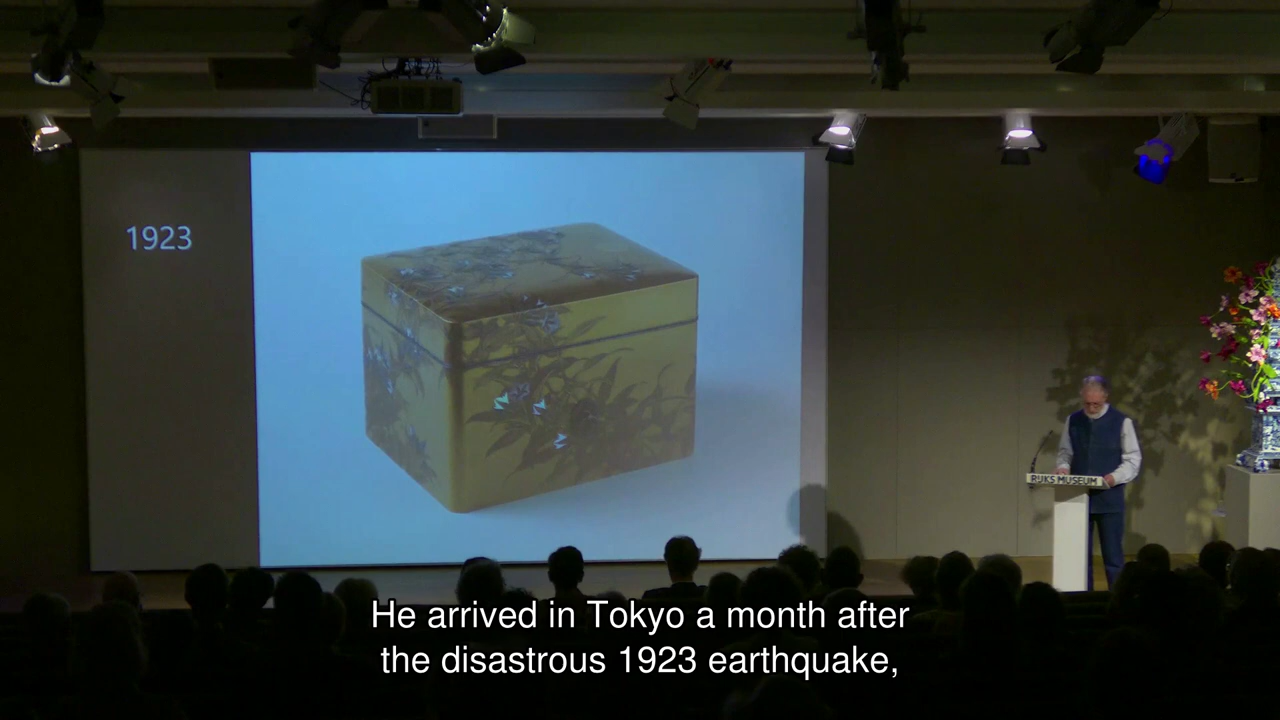 1923
RIJKS MUSEUM
He arrived in Tokyo a month after
the disastrous 1923 earthquake,